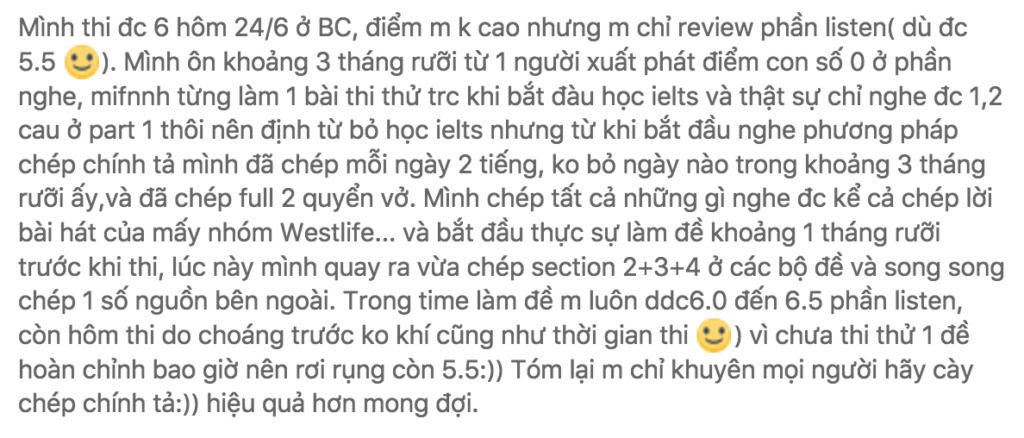 Mình thi đc 6 hôm 24/6 ở BC, điểm m k cao nhưng m chỉ review phần listen( dù đc
5.5 🙂). Mình ôn khoảng 3 tháng rưỡi từ 1 người xuất phát điểm con số 0 ở phần
nghe, mifnnh từng làm 1 bài thi thử trc khi bắt đàu học ielts và thật sự chỉ nghe đc 1,2
cau ở part 1 thôi nên định từ bỏ học ielts nhưng từ khi bắt đầu nghe phương pháp
chép chính tả mình đã chép mỗi ngày 2 tiếng, ko bỏ ngày nào trong khoảng 3 tháng
rưỡi ấy,và đã chép full 2 quyển vở. Mình chép tất cả những gì nghe đc kể cả chép lời
bài hát của mấy nhóm Westlife... và bắt đầu thực sự làm đề khoảng 1 tháng rưỡi
trước khi thi, lúc này mình quay ra vừa chép section 2+3+4 ở các bộ đề và song song
chép 1 số nguồn bên ngoài. Trong time làm đề m luôn ddc6.0 đến 6.5 phần listen,
còn hôm thi do choáng trước ko khí cũng như thời gian thi 🙂) vì chưa thi thử 1 đề
hoàn chỉnh bao giờ nên rơi rụng còn 5.5:)) Tóm lại m chỉ khuyên mọi người hãy cày
chép chính tả:)) hiệu quả hơn mong đợi.